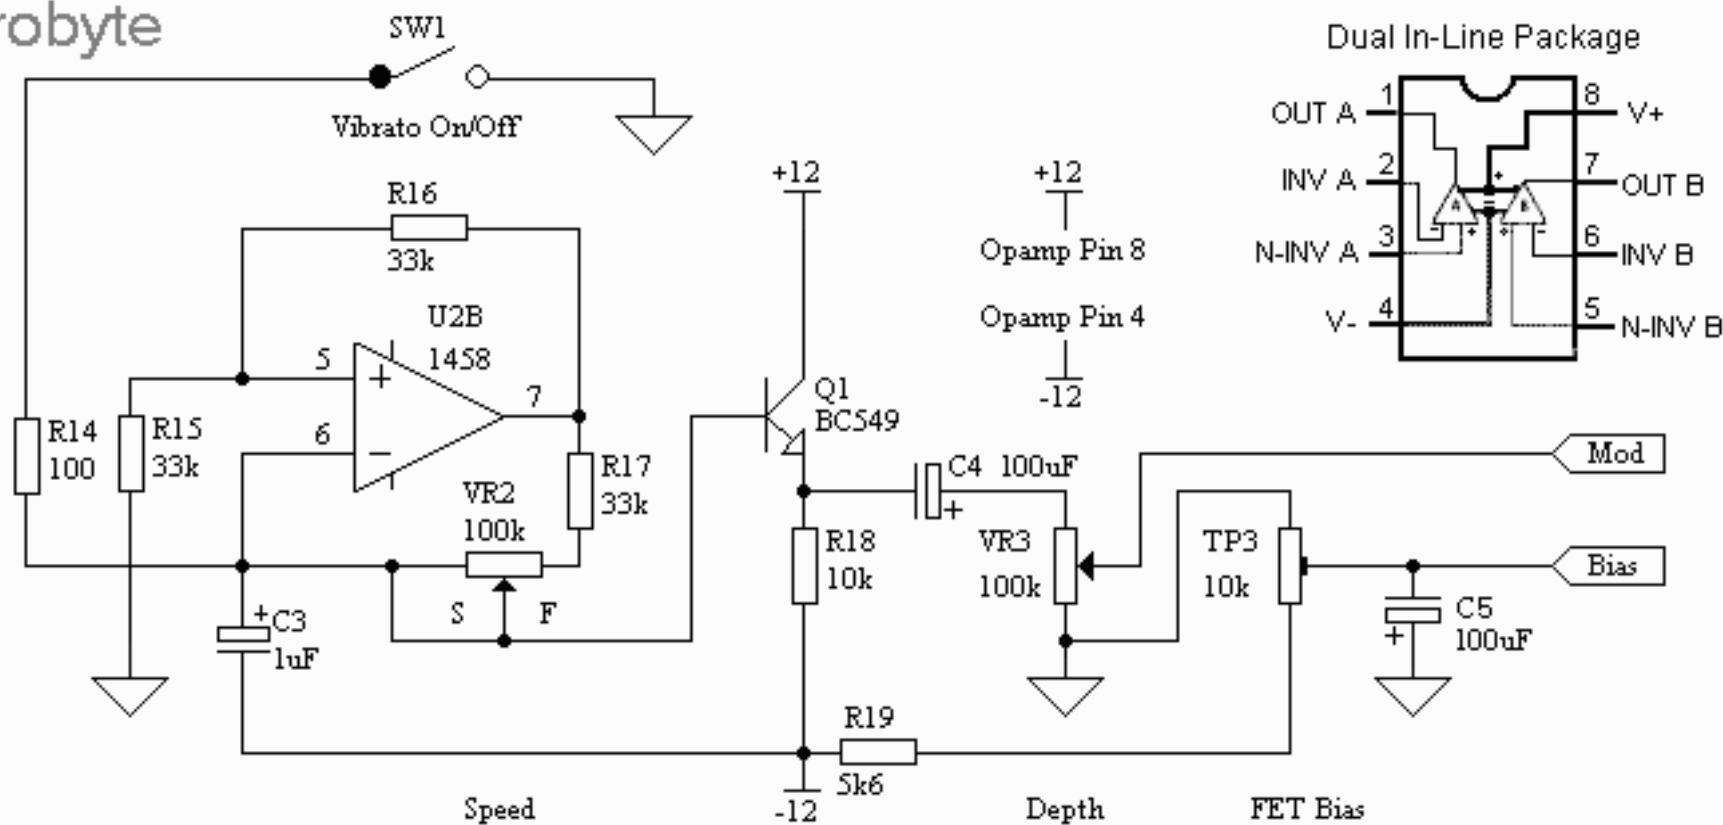 robyte
SW1
Vibrato On/Off
Dual In-Line Package
1
OUT A
2
INV A
3
N-INV A
4
V-
8
V+
7
OUT B
6
INV B
5
N-INV B
A
B
+
-
+
+
-
+12
+12
Opamp Pin 8
Opamp Pin 4
-12
R16
33k
U2B
1458
5
+
6
−
7
Q1
BC549
R14
100
R15
33k
R17
33k
VR2
100k
S
F
C4 100uF
+
Mod
R18
10k
VR3
100k
TP3
10k
Bias
+
C3
1uF
C5
100uF
+
R19
5k6
-12
Speed
Depth
FET Bias